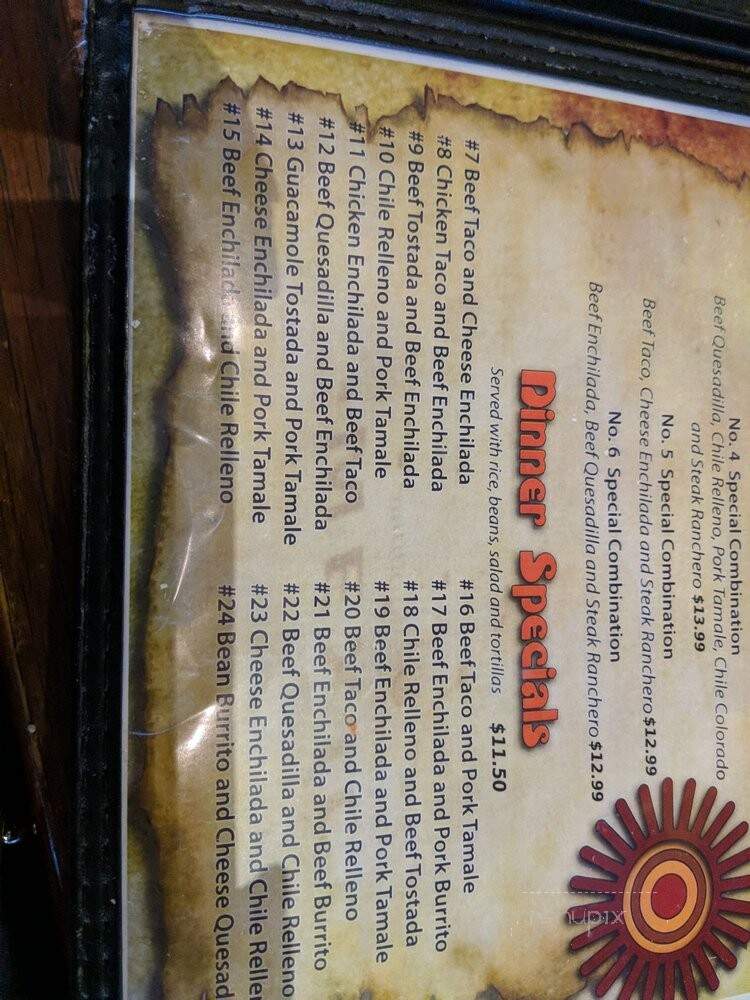 No. 4 Special Combination
Beef Quesadilla, Chile Relleno, Pork Tamale, Chile Colorado
and Steak Ranchero $13.99
No. 5 Special Combination
Beef Taco, Cheese Enchilada and Steak Ranchero $12.99
No. 6 Special Combination
Beef Enchilada, Beef Quesadilla and Steak Ranchero $12.99
Dinner Specials
Served with rice, beans, salad and tortillas $11.50
#7 Beef Taco and Cheese Enchilada
#8 Chicken Taco and Beef Enchilada
#9 Beef Tostada and Beef Enchilada
#10 Chile Relleno and Pork Tamale
#11 Chicken Enchilada and Beef Taco
#12 Beef Quesadilla and Beef Enchilada
#13 Guacamole Tostada and Pork Tamale
#14 Cheese Enchilada and Pork Tamale
#15 Beef Enchilada and Chile Relleno
#16 Beef Taco and Pork Tamale
#17 Beef Enchilada and Pork Burrito
#18 Chile Relleno and Beef Tostada
#19 Beef Enchilada and Pork Tamale
#20 Beef Taco and Chile Relleno
#21 Beef Enchilada and Beef Burrito
#22 Beef Quesadilla and Chile Relleno
#23 Cheese Enchilada and Chile Reller
#24 Bean Burrito and Cheese Quesad